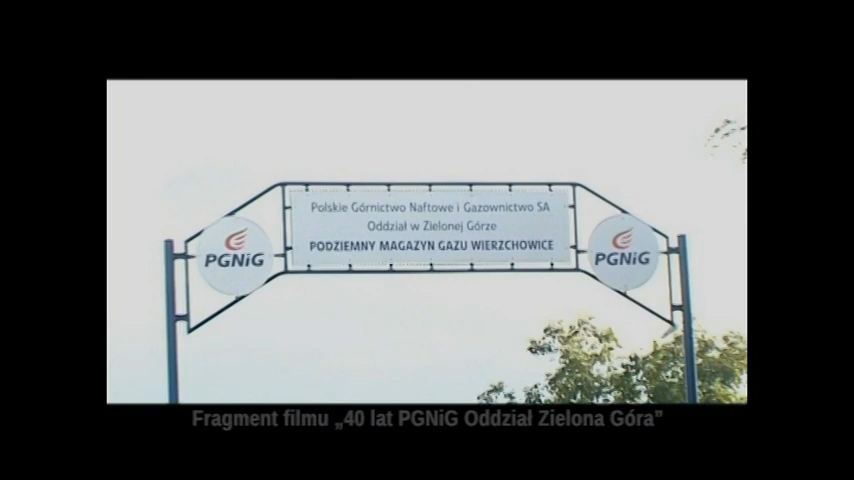 Polskie Górnictwo Naftowe i Gazownictwo SA
Oddział w Zielonej Górze
PODZIEMNY MAGAZYN GAZU WIERZCHOWICE
PGNiG
PGNiG
Fragment filmu „40 lat PGNiG Oddział Zielona Góra”